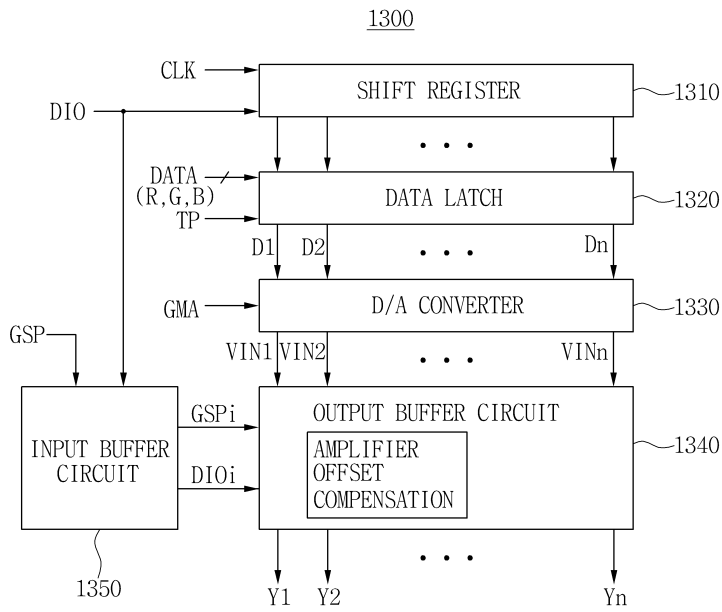 1300
CLK
SHIFT REGISTER
1310
DIO
• • •
DATA
(R,G,B)
TP
DATA LATCH
1320
D1
D2
• • •
Dn
GMA
D/A CONVERTER
1330
GSP
VIN1
VIN2
• • •
VINn
GSPi
OUTPUT BUFFER CIRCUIT
1340
INPUT BUFFER
CIRCUIT
AMPLIFIER
OFFSET
COMPENSATION
DIOi
1350
• • •
Y1
Y2
Yn